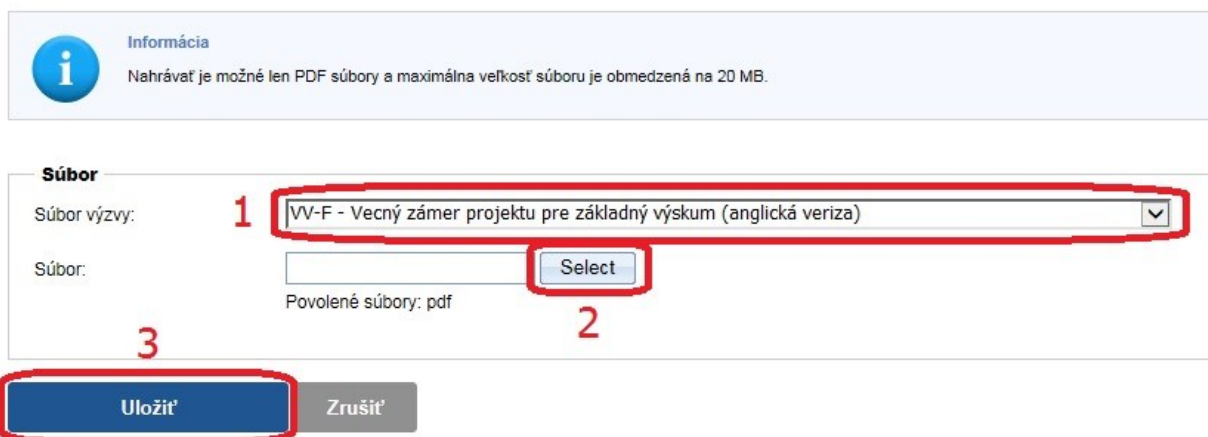 Informácia
Nahrávať je možné len PDF súbory a maximálna veľkosť súboru je obmedzená na 20 MB.
Súbor
Súbor výzvy:
1
VV-F - Vecný zámer projektu pre základný výskum (anglická veriza)
Súbor:
Select
Povolené súbory: pdf
2
3
Uložiť
Zrušiť